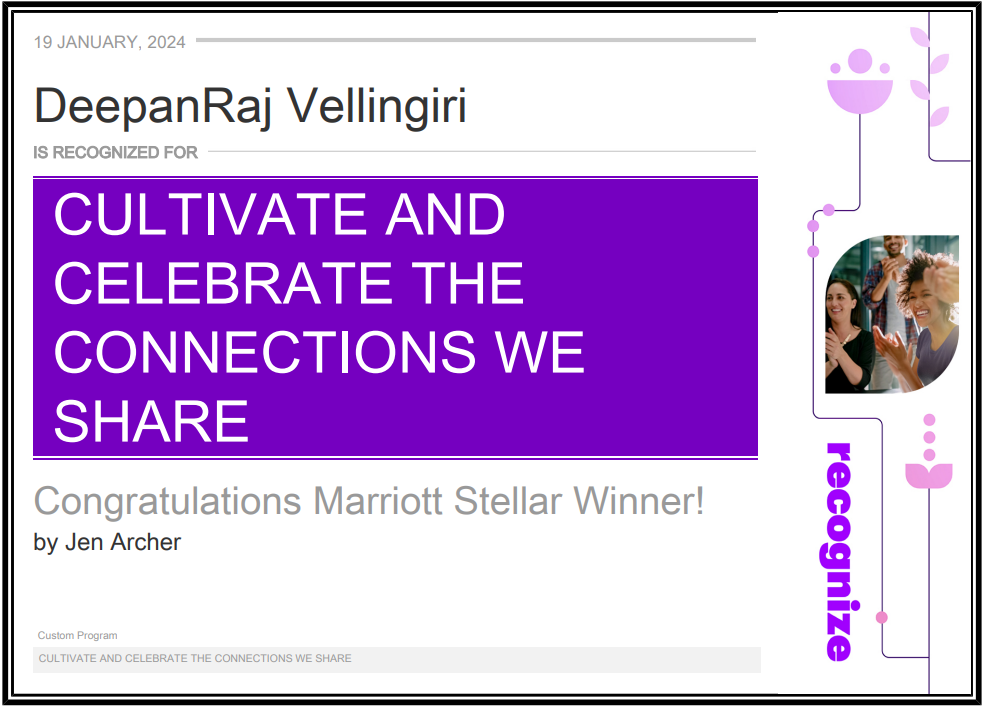 19 JANUARY, 2024
DeepanRaj Vellingiri
IS RECOGNIZED FOR
CULTIVATE AND
CELEBRATE THE
CONNECTIONS WE
SHARE
Congratulations Marriott Stellar Winner!
by Jen Archer
Custom Program
CULTIVATE AND CELEBRATE THE CONNECTIONS WE SHARE
recognize